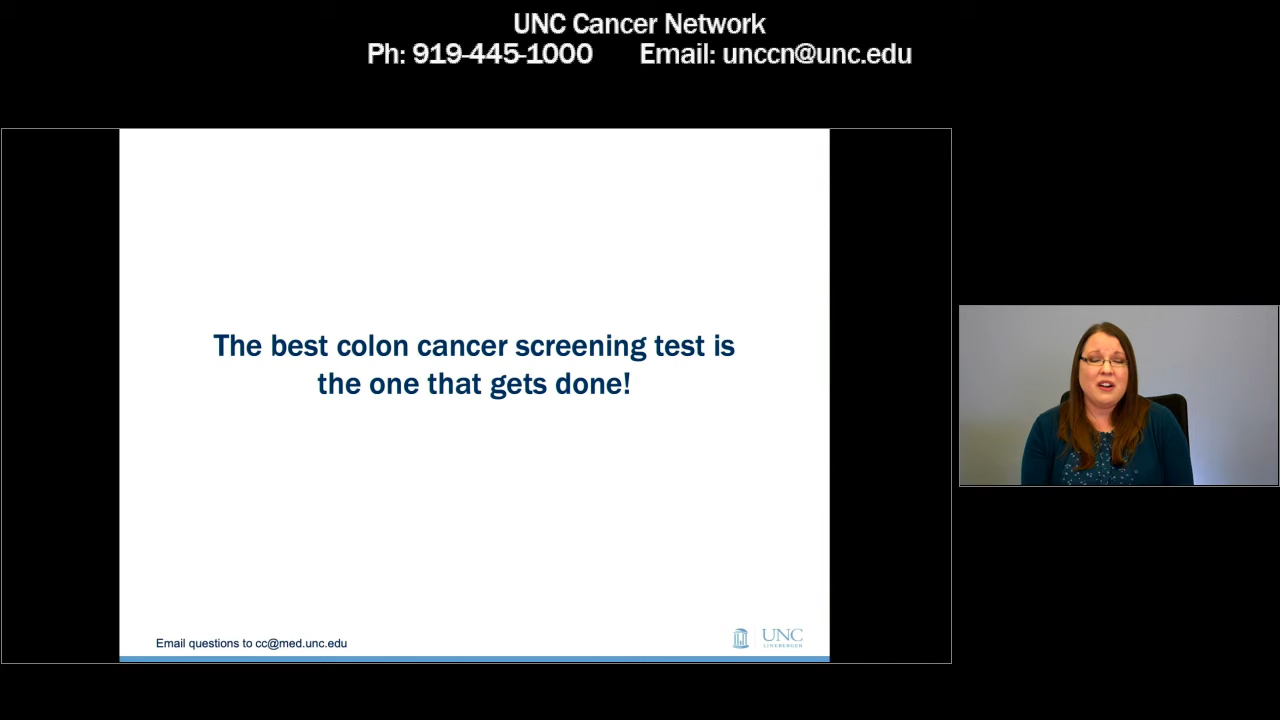 UNC Cancer Network
Ph: 919-445-1000 Email: unccn@unc.edu
The best colon cancer screening test is
the one that gets done!
Email questions to cc@med.unc.edu
UNC
LINEBERGER